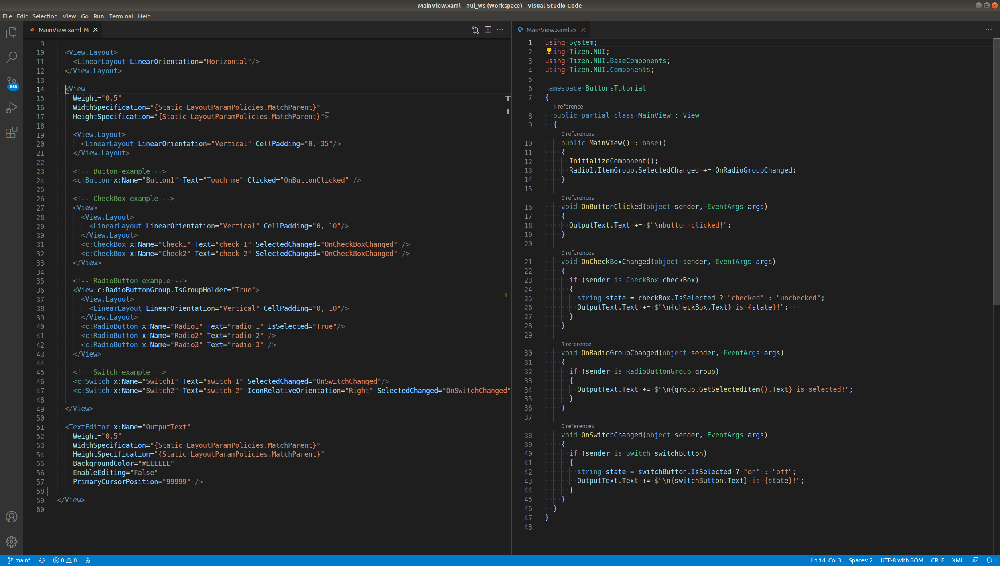 MainView.xaml - nui_ws (Workspace) - Visual Studio Code
File Edit Selection View Go Run Terminal Help
MainView.xaml M
665
9
10 <View.Layout>
11 <LinearLayout LinearOrientation="Horizontal"/>
12 </View.Layout>
13
14 <View
15 Weight="0.5"
16 WidthSpecification="{Static LayoutParamPolicies.MatchParent}"
17 HeightSpecification="{Static LayoutParamPolicies.MatchParent}">
18
19 <View.Layout>
20 <LinearLayout LinearOrientation="Vertical" CellPadding="0, 35"/>
21 </View.Layout>
22
23 <!-- Button example -->
24 <c:Button x:Name="Button1" Text="Touch me" Clicked="OnButtonClicked" />
25
26 <!-- CheckBox example -->
27 <View>
28 <View.Layout>
29 <LinearLayout LinearOrientation="Vertical" CellPadding="0, 10"/>
30 </View.Layout>
31 <c:CheckBox x:Name="Check1" Text="check 1" SelectedChanged="OnCheckBoxChanged" />
32 <c:CheckBox x:Name="Check2" Text="check 2" SelectedChanged="OnCheckBoxChanged" />
33 </View>
34
35 <!-- RadioButton example -->
36 <View c:RadioButtonGroup.IsGroupHolder="True">
37 <View.Layout>
38 <LinearLayout LinearOrientation="Vertical" CellPadding="0, 10"/>
39 </View.Layout>
40 <c:RadioButton x:Name="Radio1" Text="radio 1" IsSelected="True"/>
41 <c:RadioButton x:Name="Radio2" Text="radio 2" />
42 <c:RadioButton x:Name="Radio3" Text="radio 3" />
43 </View>
44
45 <!-- Switch example -->
46 <c:Switch x:Name="Switch1" Text="switch 1" SelectedChanged="OnSwitchChanged"/>
47 <c:Switch x:Name="Switch2" Text="switch 2" IconRelativeOrientation="Right" SelectedChanged="OnSwitchChanged"
48
49 </View>
50
51 <TextEditor x:Name="OutputText"
52 Weight="0.5"
53 WidthSpecification="{Static LayoutParamPolicies.MatchParent}"
54 HeightSpecification="{Static LayoutParamPolicies.MatchParent}"
55 BackgroundColor="#EEEEEE"
56 EnableEditing="False"
57 PrimaryCursorPosition="99999" />
58
59 </View>
60
MainView.xaml.cs
1 using System;
2 using Tizen.NUI;
3 using Tizen.NUI.BaseComponents;
4 using Tizen.NUI.Components;
5
6 namespace ButtonsTutorial
7 {
1 reference
8 public partial class MainView : View
9 {
0 references
10 public MainView() : base()
11 {
12 InitializeComponent();
13 Radio1.ItemGroup.SelectedChanged += OnRadioGroupChanged;
14 }
15
0 references
16 void OnButtonClicked(object sender, EventArgs args)
17 {
18 OutputText.Text += $"\nbutton clicked!";
19 }
20
0 references
21 void OnCheckBoxChanged(object sender, EventArgs args)
22 {
23 if (sender is CheckBox checkBox)
24 {
25 string state = checkBox.IsSelected ? "checked" : "unchecked";
26 OutputText.Text += $"\n{checkBox.Text} is {state}!";
27 }
28 }
29
1 reference
30 void OnRadioGroupChanged(object sender, EventArgs args)
31 {
32 if (sender is RadioButtonGroup group)
33 {
34 OutputText.Text += $"\n{group.GetSelectedItem().Text} is selected!";
35 }
36 }
37
0 references
38 void OnSwitchChanged(object sender, EventArgs args)
39 {
40 if (sender is Switch switchButton)
41 {
42 string state = switchButton.IsSelected ? "on" : "off";
43 OutputText.Text += $"\n{switchButton.Text} is {state}!";
44 }
45 }
46 }
47 }
48
main* 0 0 Ln 14, Col 3 Spaces: 2 UTF-8 with BOM CRLF XML